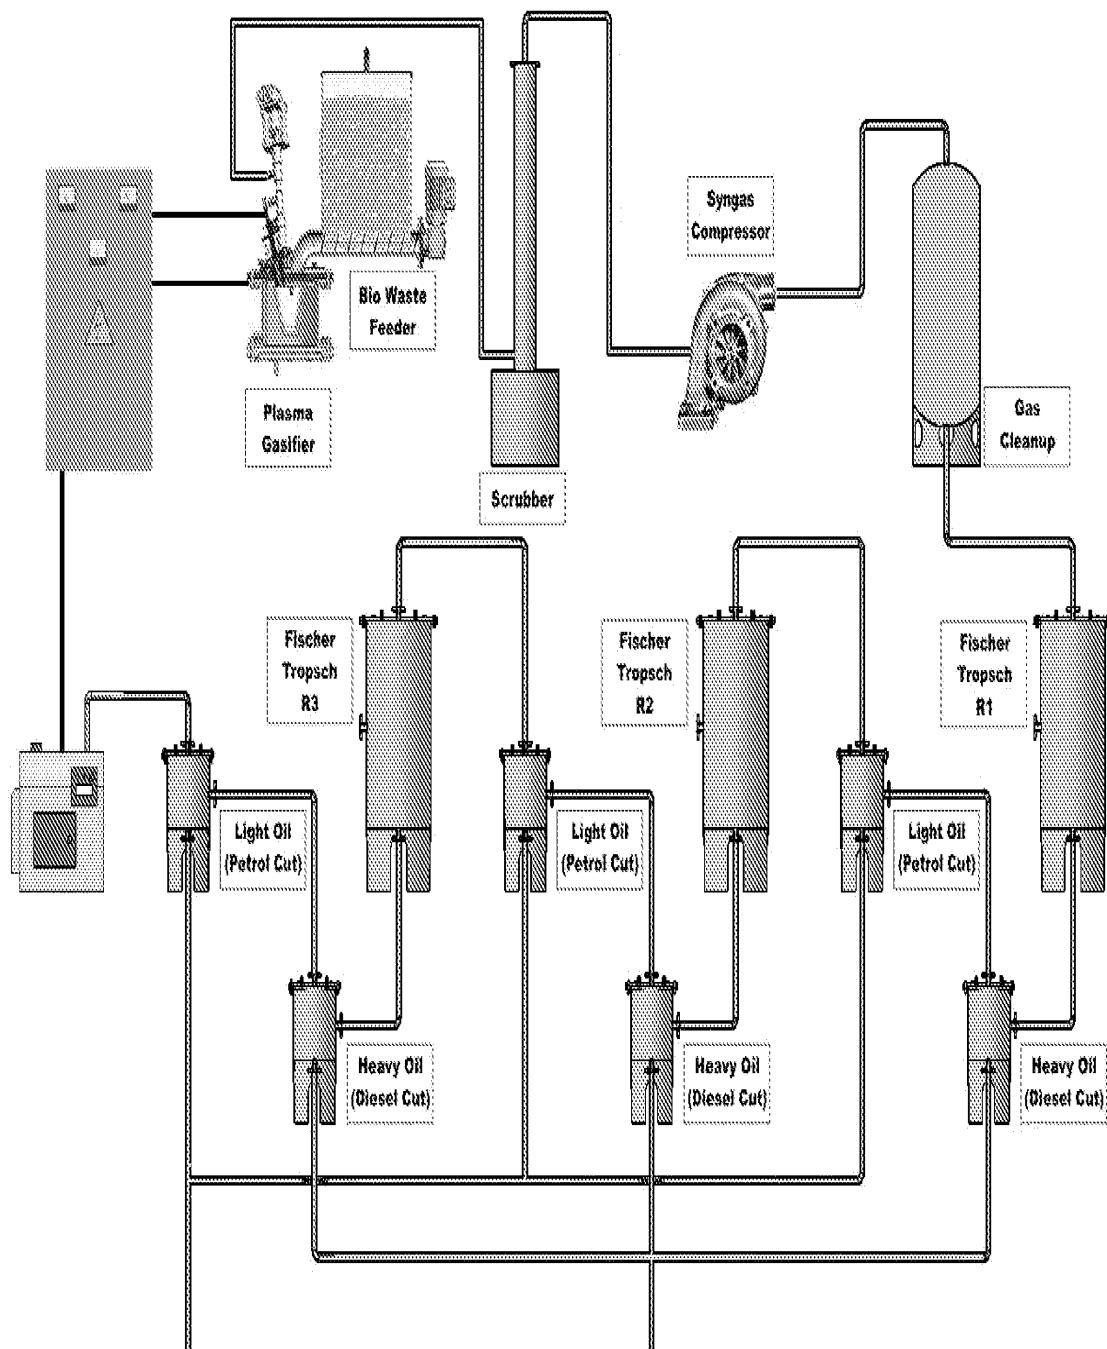 Syngas
Compressor
Bio Waste
Feeder
Plasma
Gasifier
Gas
Cleanup
Scrubber
Fischer
Tropsch
R3
Fischer
Tropsch
R2
Fischer
Tropsch
R1
Light Oil
(Petrol Cut)
Light Oil
(Petrol Cut)
Light Oil
(Petrol Cut)
Heavy Oil
(Diesel Cut)
Heavy Oil
(Diesel Cut)
Heavy Oil
(Diesel Cut)